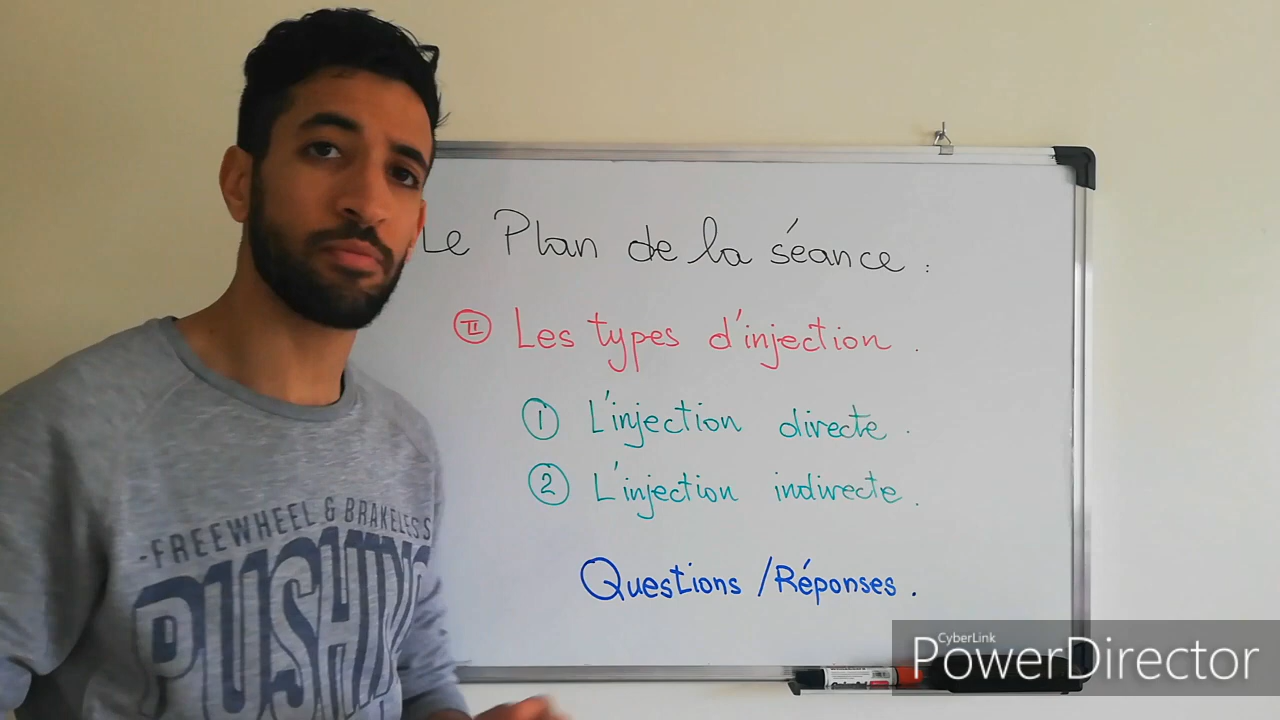 Le Plan de la séance :
II Les types d'injection .
1 L'injection directe .
2 L'injection indirecte .
Questions / Réponses .
-FREEWHEEL & BRAKELESS
CyberLink
PowerDirector